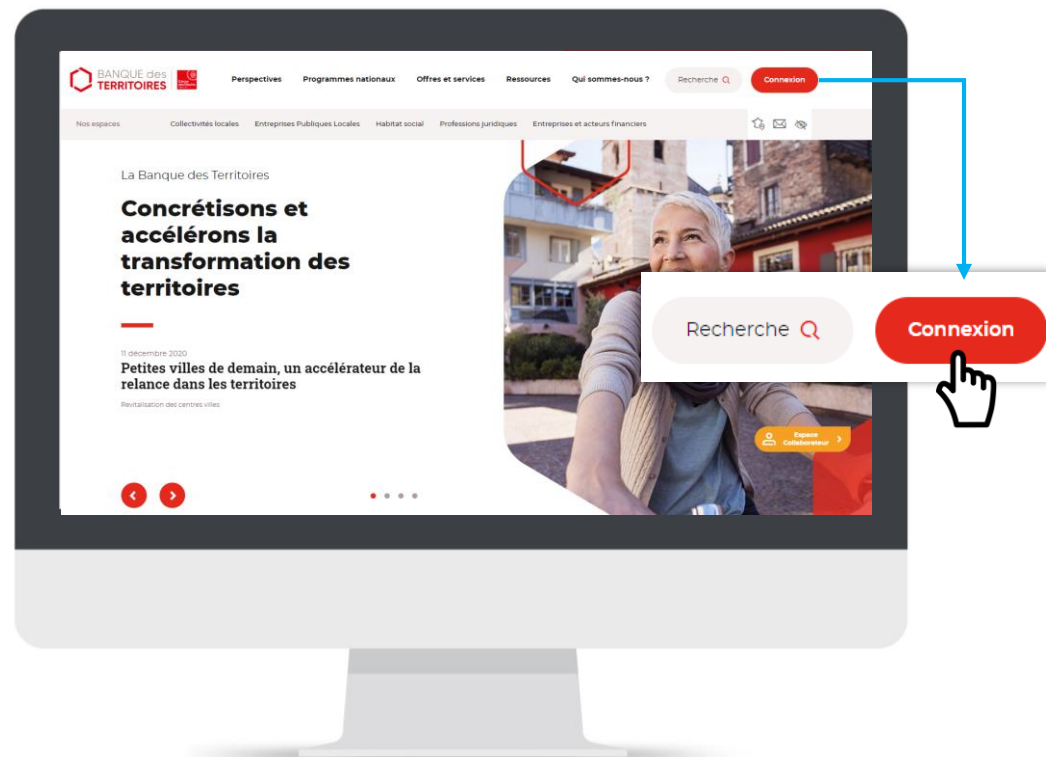 BANQUE des
TERRITOIRES
Perspectives Programmes nationaux Offres et services Ressources Qui sommes-nous ? Recherche Connexion
Nos espaces Collectivités locales Entreprises Publiques Locales Habitat social Professions juridiques Entreprises et acteurs financiers
La Banque des Territoires
Concrétisons et
accélérons la
transformation des
territoires
11 décembre 2020
Petites villes de demain, un accélérateur de la
relance dans les territoires
Revitalisation des centres villes
Recherche Connexion
Espace
Collaborateur